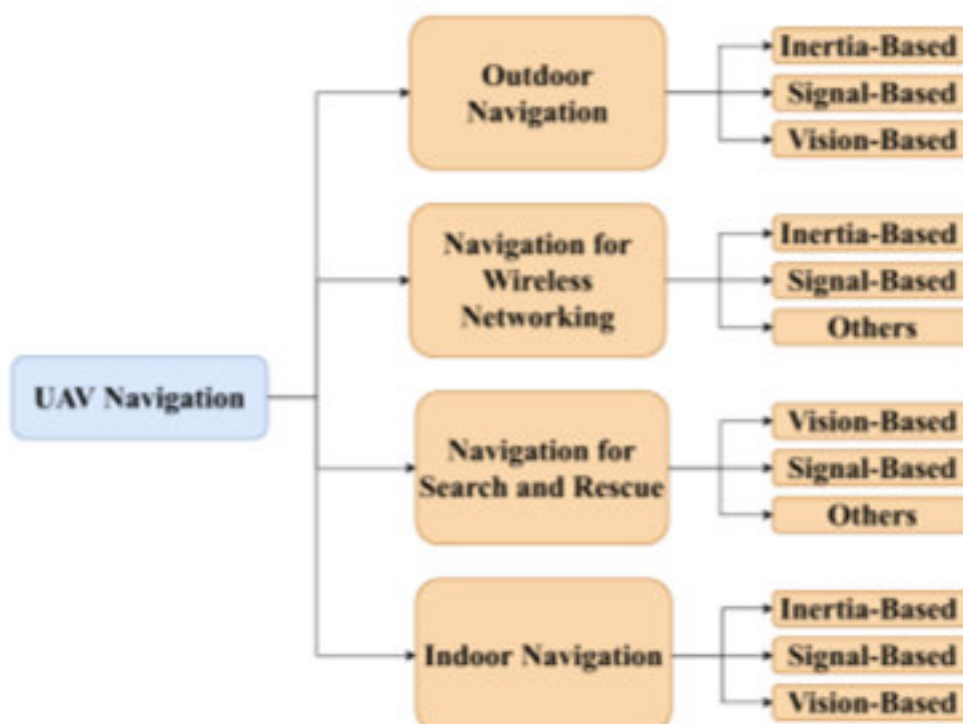 UAV Navigation
Outdoor
Navigation
Inertia-Based
Signal-Based
Vision-Based
Navigation for
Wireless
Networking
Inertia-Based
Signal-Based
Others
Navigation for
Search and Rescue
Vision-Based
Signal-Based
Others
Indoor Navigation
Inertia-Based
Signal-Based
Vision-Based